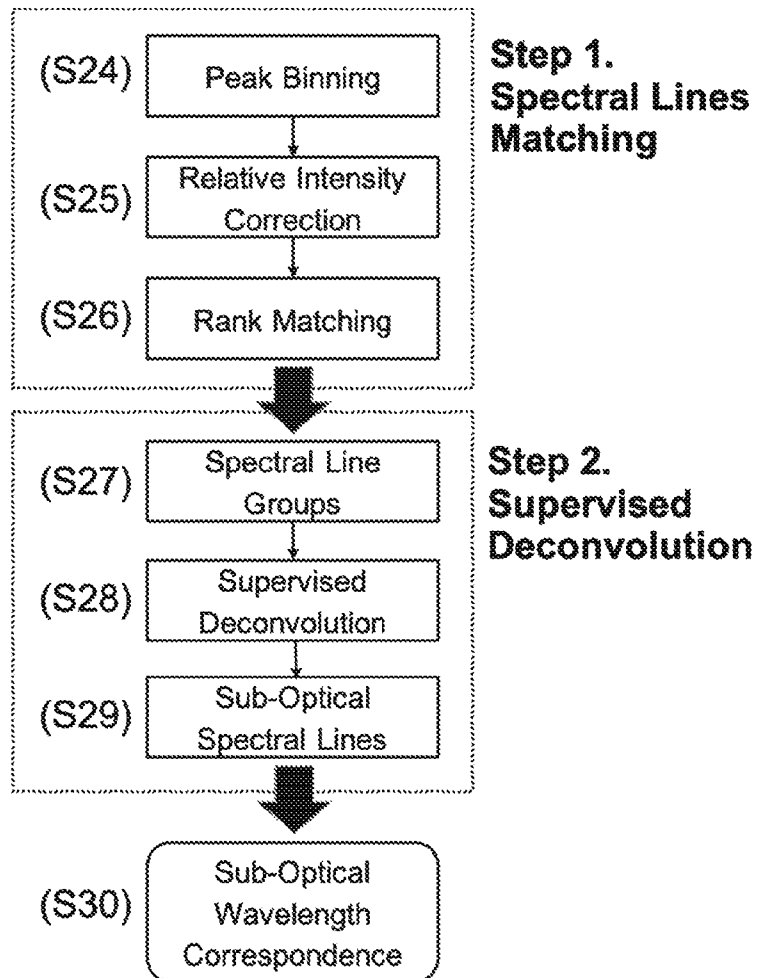 (S24)
Peak Binning
Step 1.
Spectral Lines
Matching
(S25)
Relative Intensity
Correction
(S26)
Rank Matching
(S27)
Spectral Line
Groups
Step 2.
Supervised
Deconvolution
(S28)
Supervised
Deconvolution
(S29)
Sub-Optical
Spectral Lines
(S30)
Sub-Optical
Wavelength
Correspondence